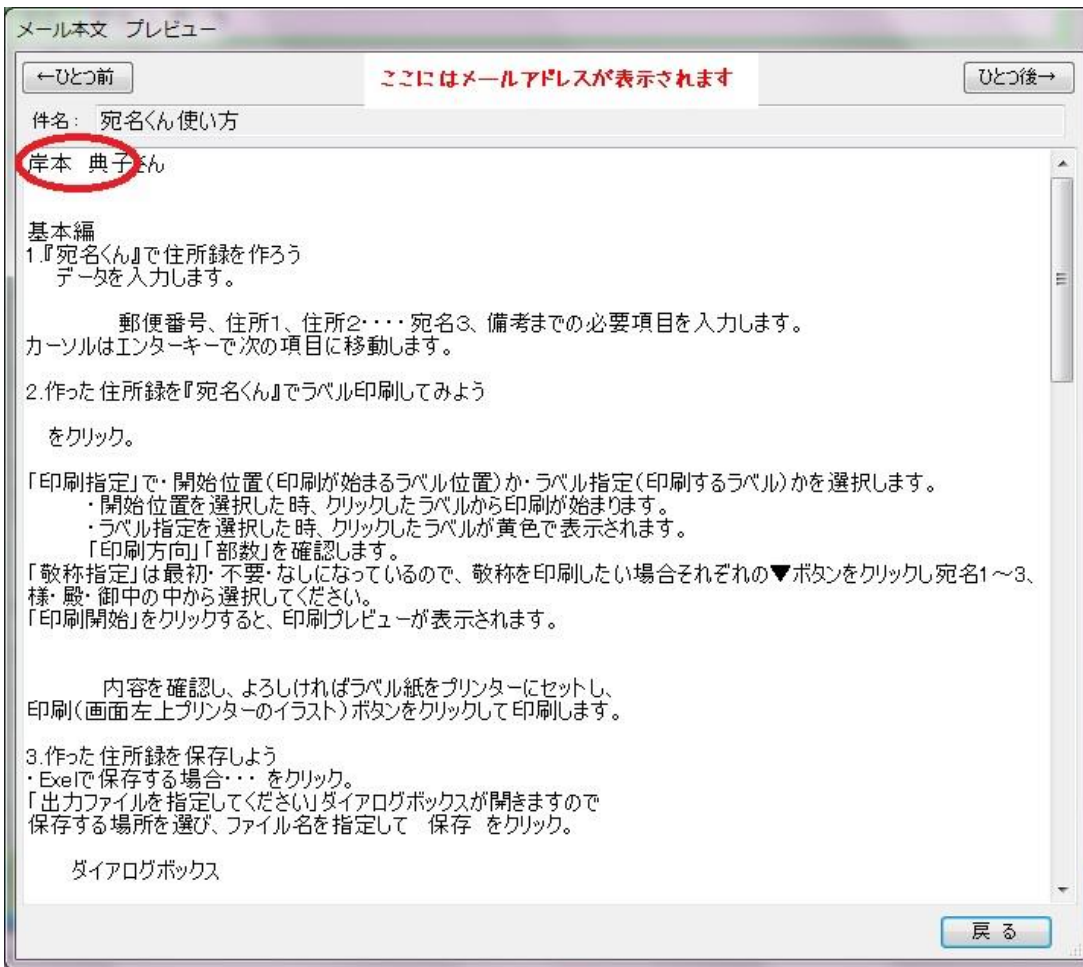 メール本文 プレビュー
←ひとつ前
ここにはメールアドレスが表示されます
ひとつ後→
件名: 宛名くん使い方
岸本 典子さん
基本編
1.『宛名くん』で住所録を作ろう
データを入力します。
郵便番号、住所1、住所2・・・・宛名3、備考までの必要項目を入力します。
カーソルはエンターキーで次の項目に移動します。
2.作った住所録を『宛名くん』でラベル印刷してみよう
をクリック。
「印刷指定」で・開始位置(印刷が始まるラベル位置)か・ラベル指定(印刷するラベル)かを選択します。
・開始位置を選択した時、クリックしたラベルから印刷が始まります。
・ラベル指定を選択した時、クリックしたラベルが黄色で表示されます。
「印刷方向」「部数」を確認します。
「敬称指定」は最初・不要・なしになっているので、敬称を印刷したい場合それぞれの▼ボタンをクリックし宛名1~3、
様・殿・御中の中から選択してください。
「印刷開始」をクリックすると、印刷プレビューが表示されます。
内容を確認し、よろしければラベル紙をプリンターにセットし、
印刷(画面左上プリンターのイラスト)ボタンをクリックして印刷します。
3.作った住所録を保存しよう
・Exelで保存する場合・・・ をクリック。
「出力ファイルを指定してください」ダイアログボックスが開きますので
保存する場所を選び、ファイル名を指定して 保存 をクリック。
ダイアログボックス
戻る